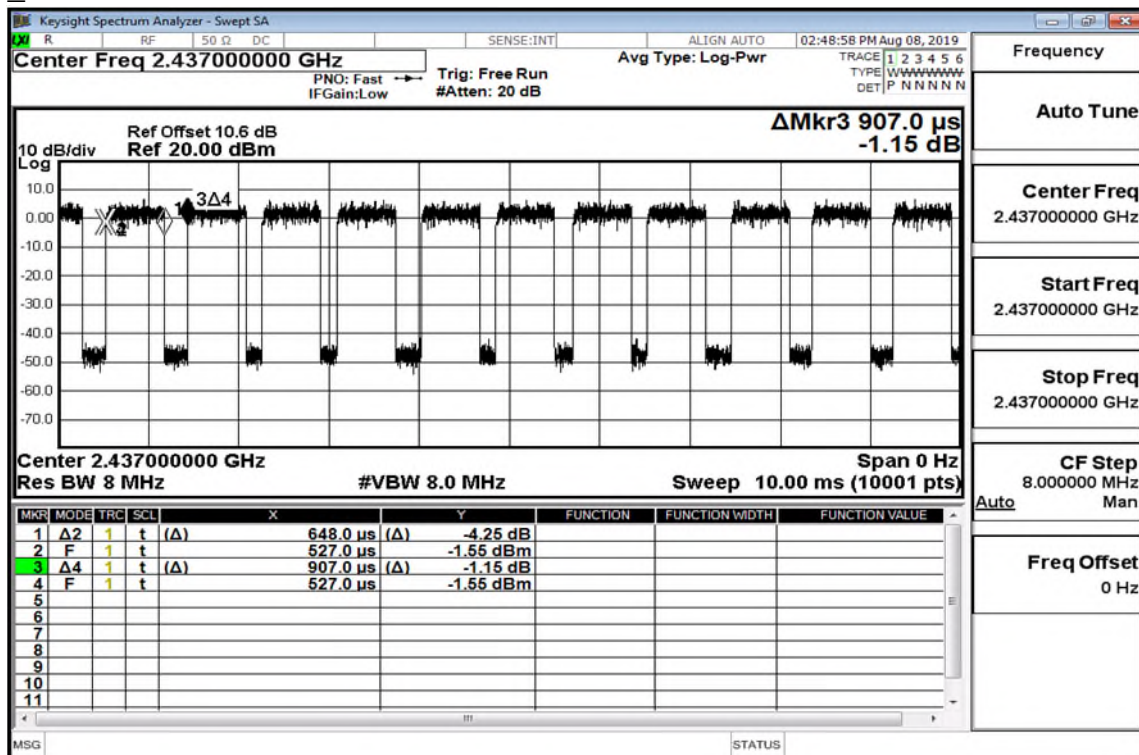 Keysight Spectrum Analyzer - Swept SA
LXI R RF 50 Ω DC SENSE:INT ALIGN AUTO 02:48:58 PM Aug 08, 2019
Center Freq 2.437000000 GHz
PNO: Fast
IFGain:Low
Trig: Free Run
#Atten: 20 dB
Avg Type: Log-Pwr
TRACE 1 2 3 4 5 6
TYPE WWWWWW
DET P N N N N N
Ref Offset 10.6 dB
10 dB/div Ref 20.00 dBm
Log
ΔMkr3 907.0 µs
-1.15 dB
3Δ4
10.0
0.00
-10.0
-20.0
-30.0
-40.0
-50.0
-60.0
-70.0
Center 2.437000000 GHz Span 0 Hz
Res BW 8 MHz #VBW 8.0 MHz Sweep 10.00 ms (10001 pts)
MKR MODE TRC SCL X Y FUNCTION FUNCTION WIDTH FUNCTION VALUE
1 Δ2 1 t (Δ) 648.0 µs (Δ) -4.25 dB
2 F 1 t 527.0 µs -1.55 dBm
3 Δ4 1 t (Δ) 907.0 µs (Δ) -1.15 dB
4 F 1 t 527.0 µs -1.55 dBm
5
6
7
8
9
10
11
MSG STATUS
Frequency
Auto Tune
Center Freq
2.437000000 GHz
Start Freq
2.437000000 GHz
Stop Freq
2.437000000 GHz
CF Step
8.000000 MHz
Auto Man
Freq Offset
0 Hz